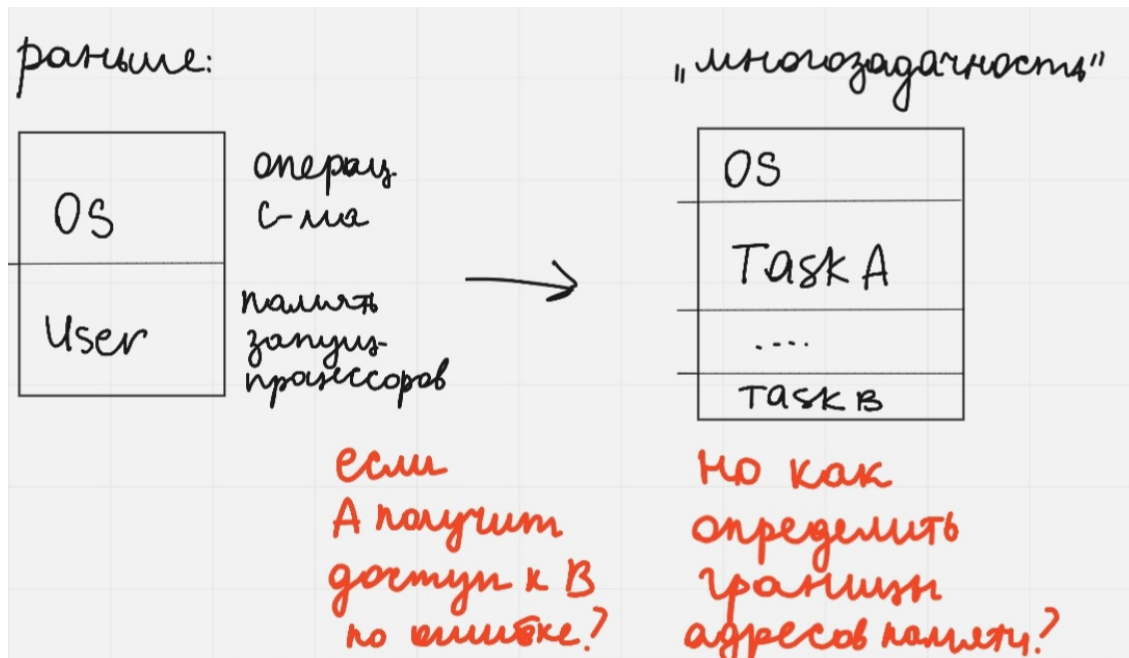 раньше:
OS
операц.
с-ма
User
память
запущ-
процессоров
„многозадачность"
OS
Task A
....
Task B
если
А получит
доступ к В
по ошибке?
но как
определить
границы
адресов памяти?